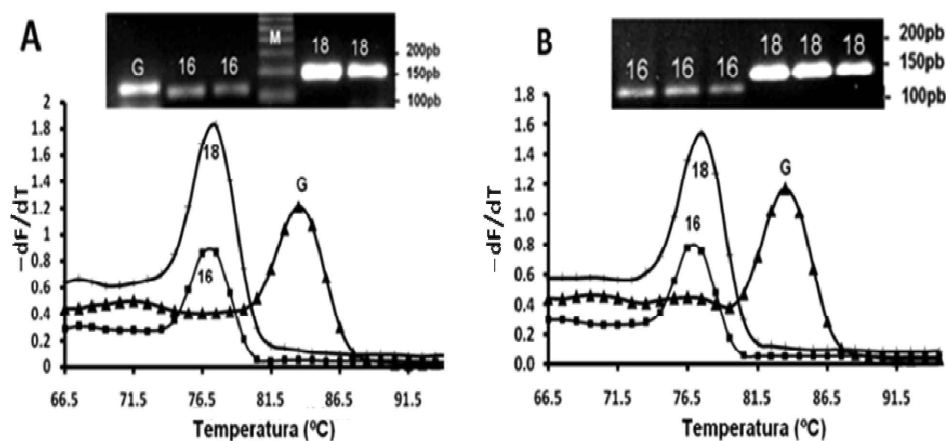 A
G 16 16 M 18 18
200pb
150pb
100pb
2
1.8
1.6
1.4
1.2
1
0.8
0.6
0.4
0.2
0
−dF/dT
18
16
G
66.5 71.5 76.5 81.5 86.5 91.5
Temperatura (ºC)
B
16 16 16 18 18 18
200pb
150pb
100pb
1.8
1.6
1.4
1.2
1.0
0.8
0.6
0.4
0.2
0.0
−dF/dT
18
16
G
66.5 71.5 76.5 81.5 86.5 91.5
Temperatura (ºC)